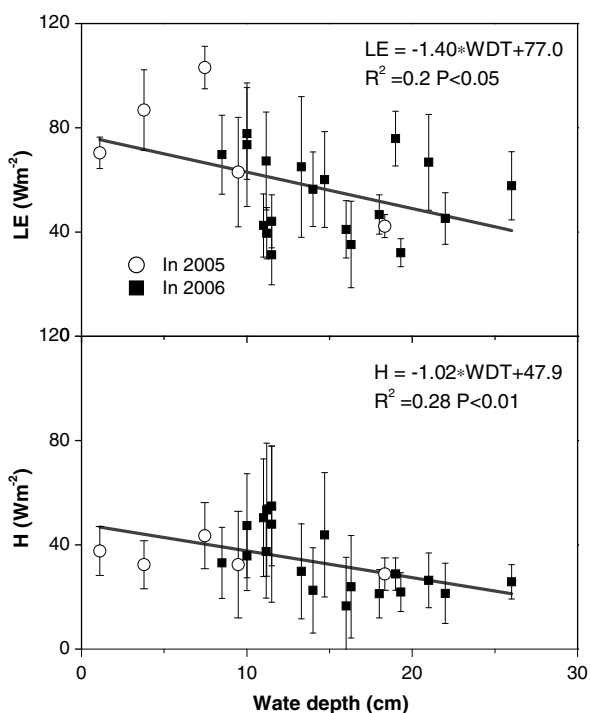 120
LE = -1.40*WDT+77.0
R² =0.2 P<0.05
80
LE (Wm⁻²)
40
In 2005
In 2006
120
H = -1.02*WDT+47.9
R² =0.28 P<0.01
80
H (Wm⁻²)
40
0
0 10 20 30
Wate depth (cm)